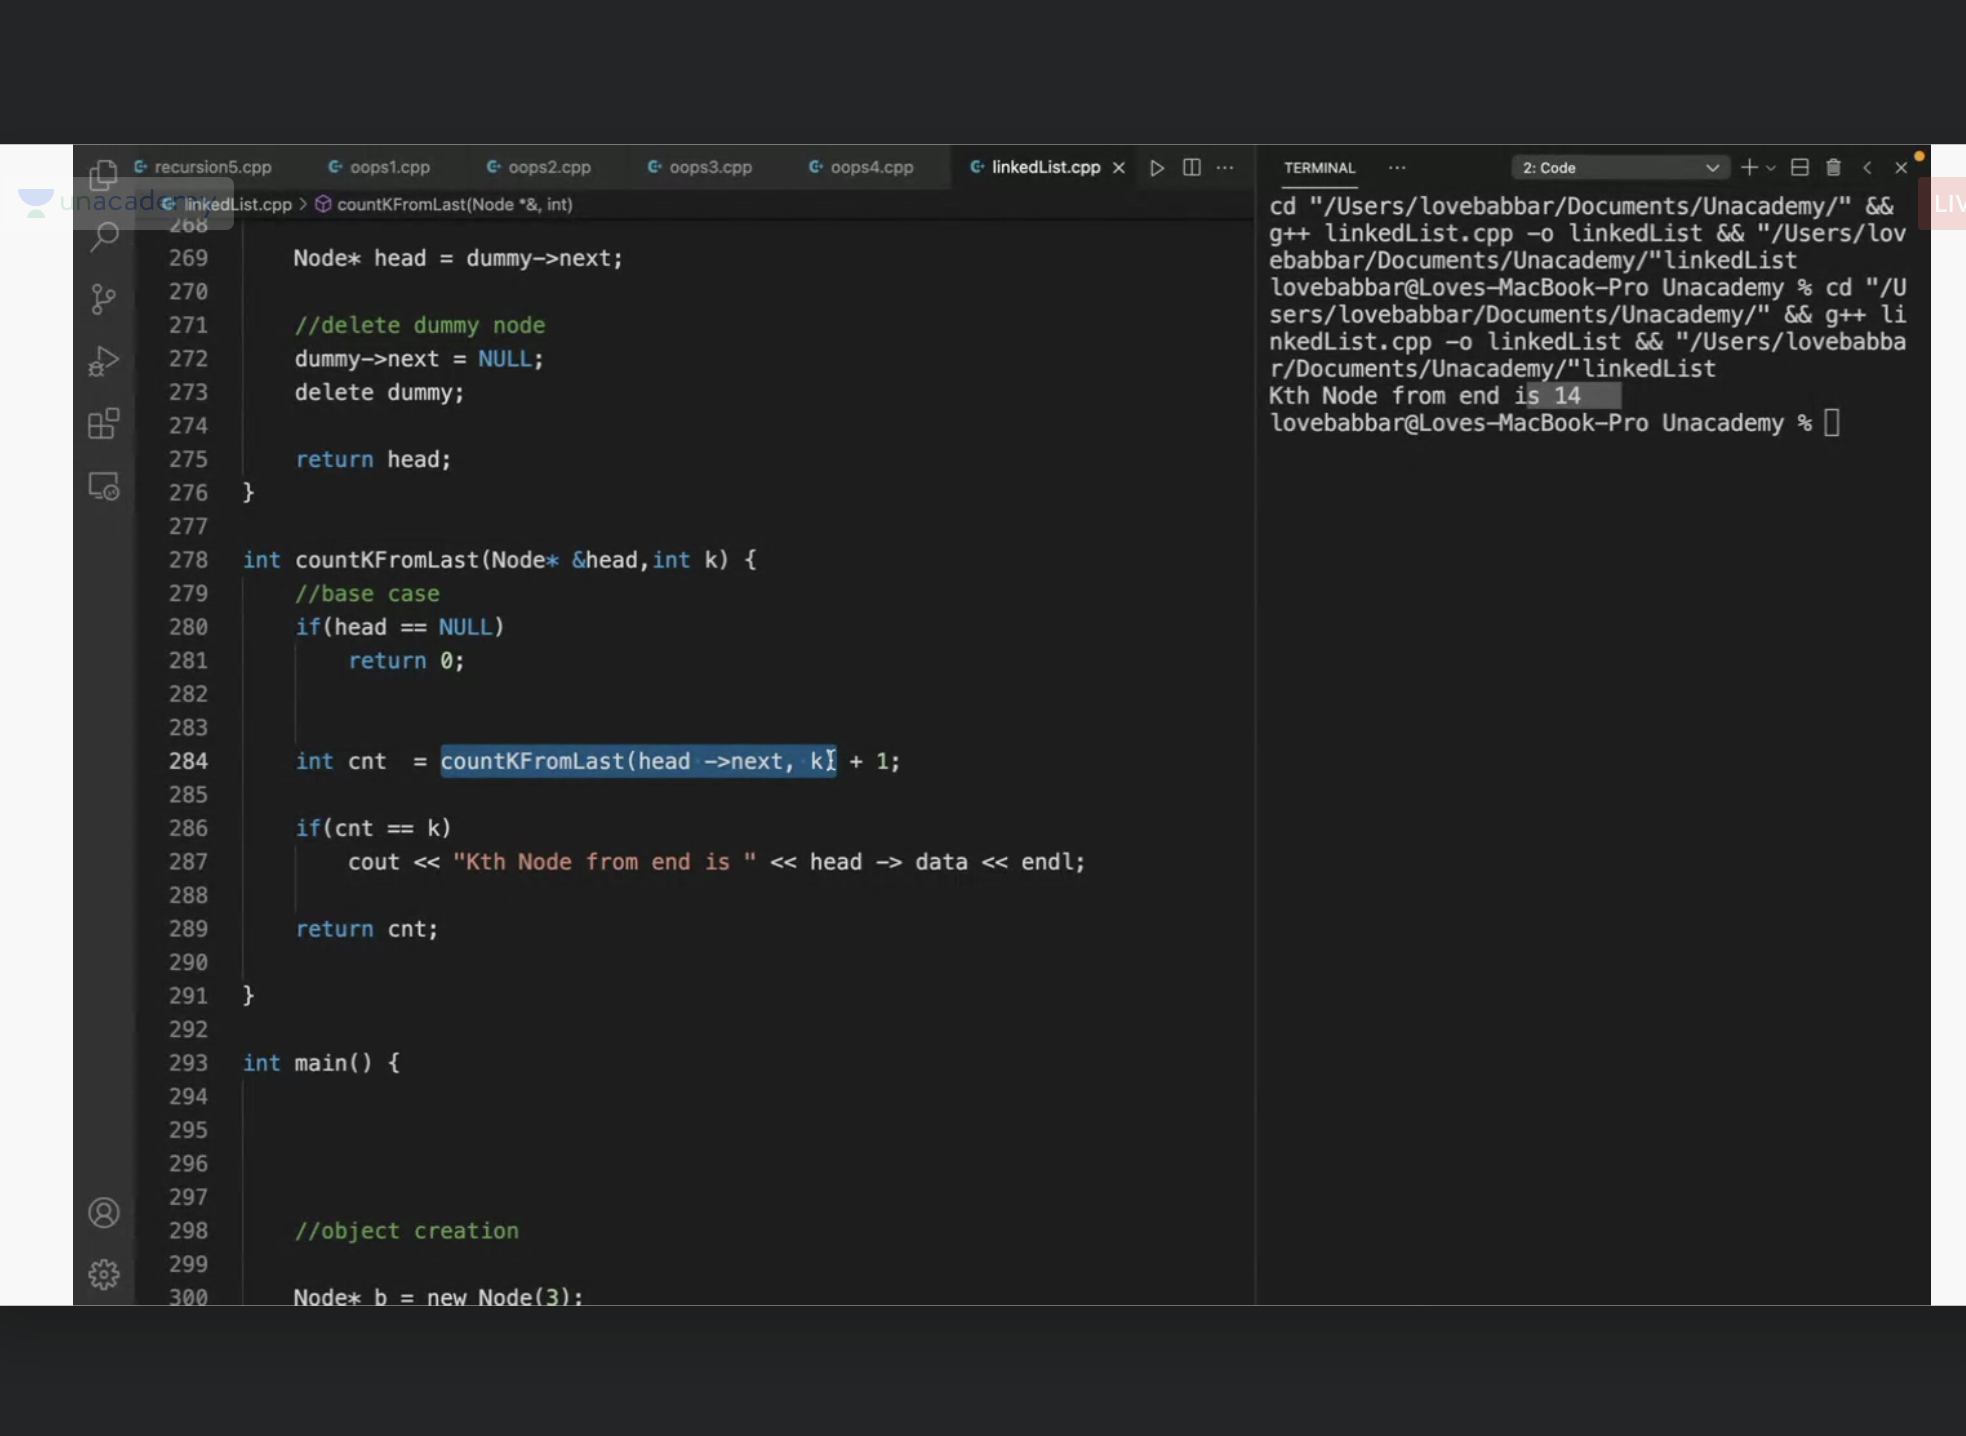 recursion5.cpp oops1.cpp oops2.cpp oops3.cpp oops4.cpp linkedList.cpp
unacademy
linkedList.cpp > countKFromLast(Node *&, int)
268
269 Node* head = dummy->next;
270
271 //delete dummy node
272 dummy->next = NULL;
273 delete dummy;
274
275 return head;
276 }
277
278 int countKFromLast(Node* &head,int k) {
279 //base case
280 if(head == NULL)
281 return 0;
282
283
284 int cnt  = countKFromLast(head ->next, k) + 1;
285
286 if(cnt == k)
287 cout << "Kth Node from end is " << head -> data << endl;
288
289 return cnt;
290
291 }
292
293 int main() {
294
295
296
297
298 //object creation
299
300 Node* b = new Node(3);
TERMINAL ... 2: Code
LIV
cd "/Users/lovebabbar/Documents/Unacademy/" &&
g++ linkedList.cpp -o linkedList && "/Users/lov
ebabbar/Documents/Unacademy/"linkedList
lovebabbar@Loves-MacBook-Pro Unacademy % cd "/U
sers/lovebabbar/Documents/Unacademy/" && g++ li
nkedList.cpp -o linkedList && "/Users/lovebabba
r/Documents/Unacademy/"linkedList
Kth Node from end is 14
lovebabbar@Loves-MacBook-Pro Unacademy %